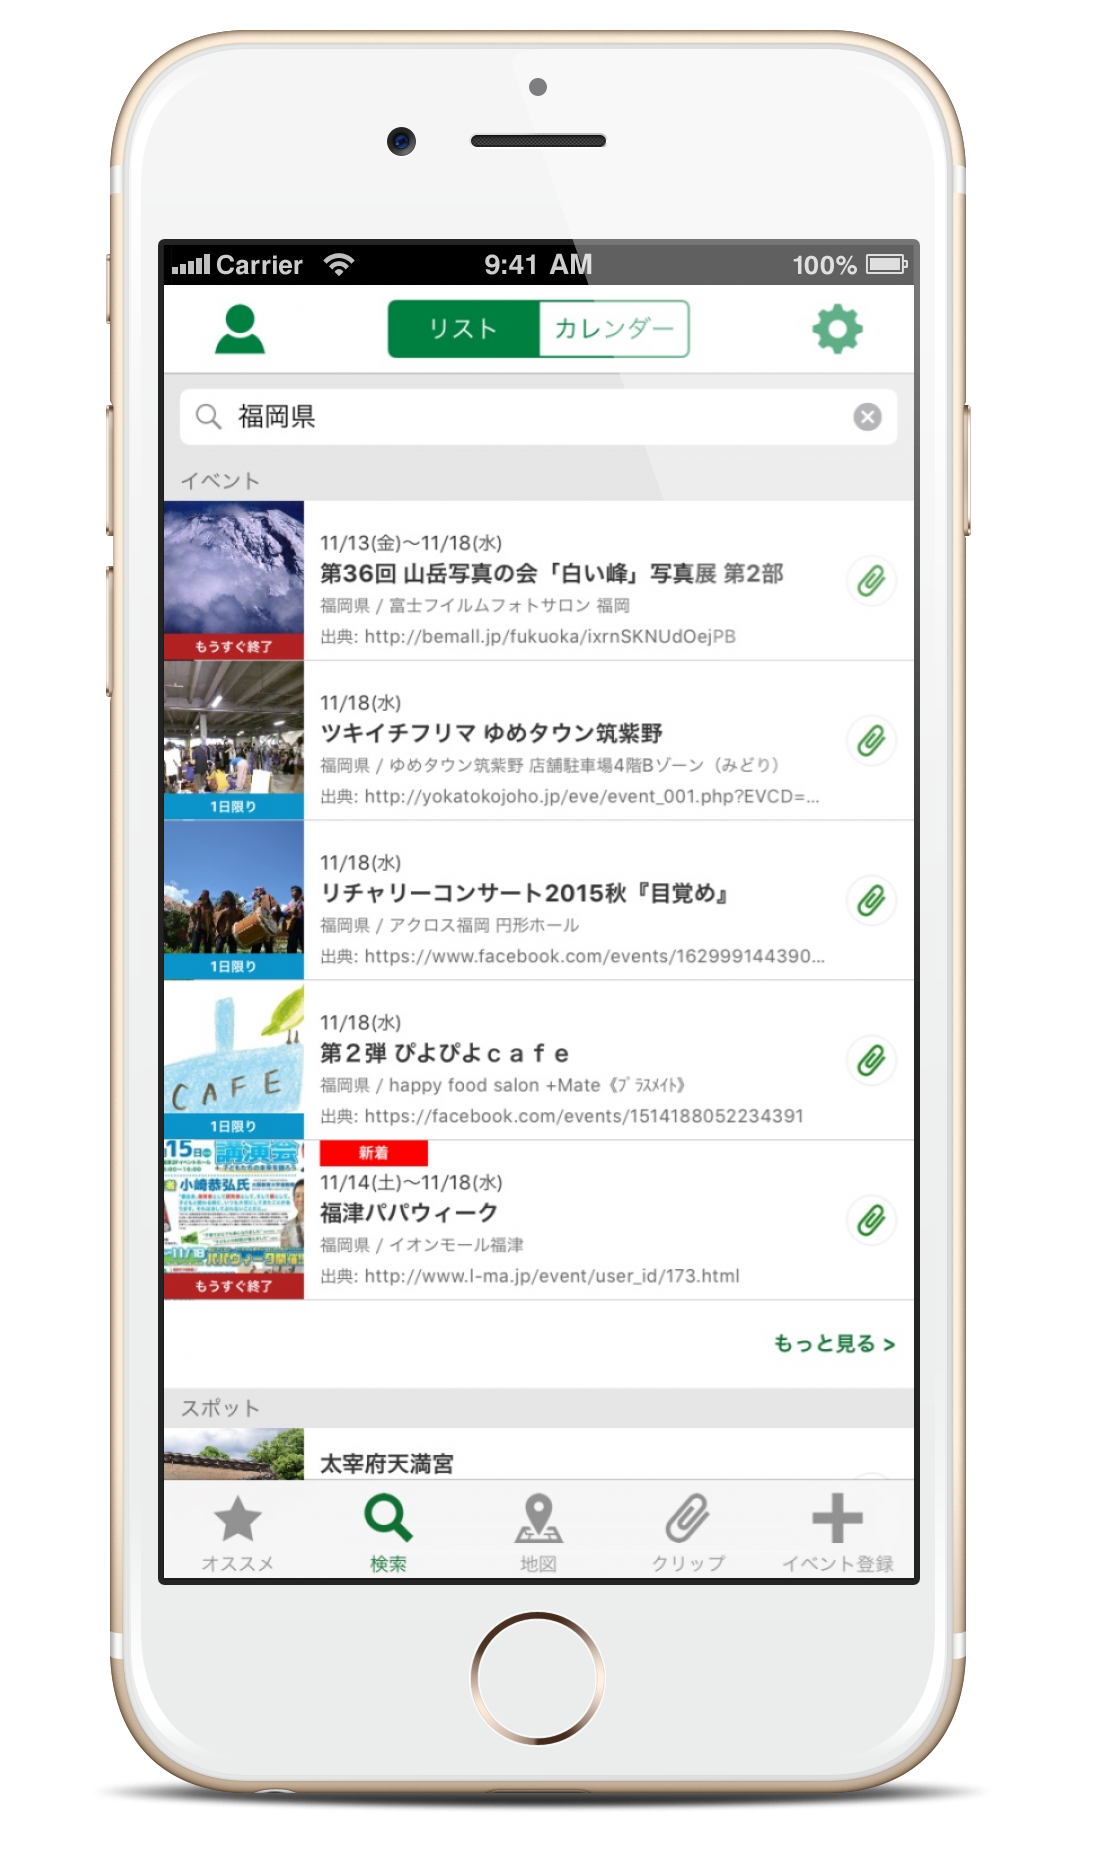 Carrier 9:41 AM 100%
リスト カレンダー
福岡県
イベント
11/13(金)〜11/18(水)
第36回 山岳写真の会「白い峰」写真展 第2部
福岡県 / 富士フイルムフォトサロン 福岡
出典: http://bemall.jp/fukuoka/ixrnSKNUdOejPB
もうすぐ終了
11/18(水)
ツキイチフリマ ゆめタウン筑紫野
福岡県 / ゆめタウン筑紫野 店舗駐車場4階Bゾーン（みどり）
出典: http://yokatokojoho.jp/eve/event_001.php?EVCD=...
1日限り
11/18(水)
リチャリーコンサート2015秋『目覚め』
福岡県 / アクロス福岡 円形ホール
出典: https://www.facebook.com/events/162999144390...
1日限り
11/18(水)
第２弾 ぴよぴよｃａｆｅ
福岡県 / happy food salon +Mate《ﾌﾟﾗｽﾒｲﾄ》
出典: https://facebook.com/events/1514188052234391
CAFE
1日限り
新着
11/14(土)〜11/18(水)
福津パパウィーク
福岡県 / イオンモール福津
出典: http://www.l-ma.jp/event/user_id/173.html
15日
講演会
小崎恭弘氏
11/18
もうすぐ終了
もっと見る >
スポット
太宰府天満宮
オススメ 検索 地図 クリップ イベント登録